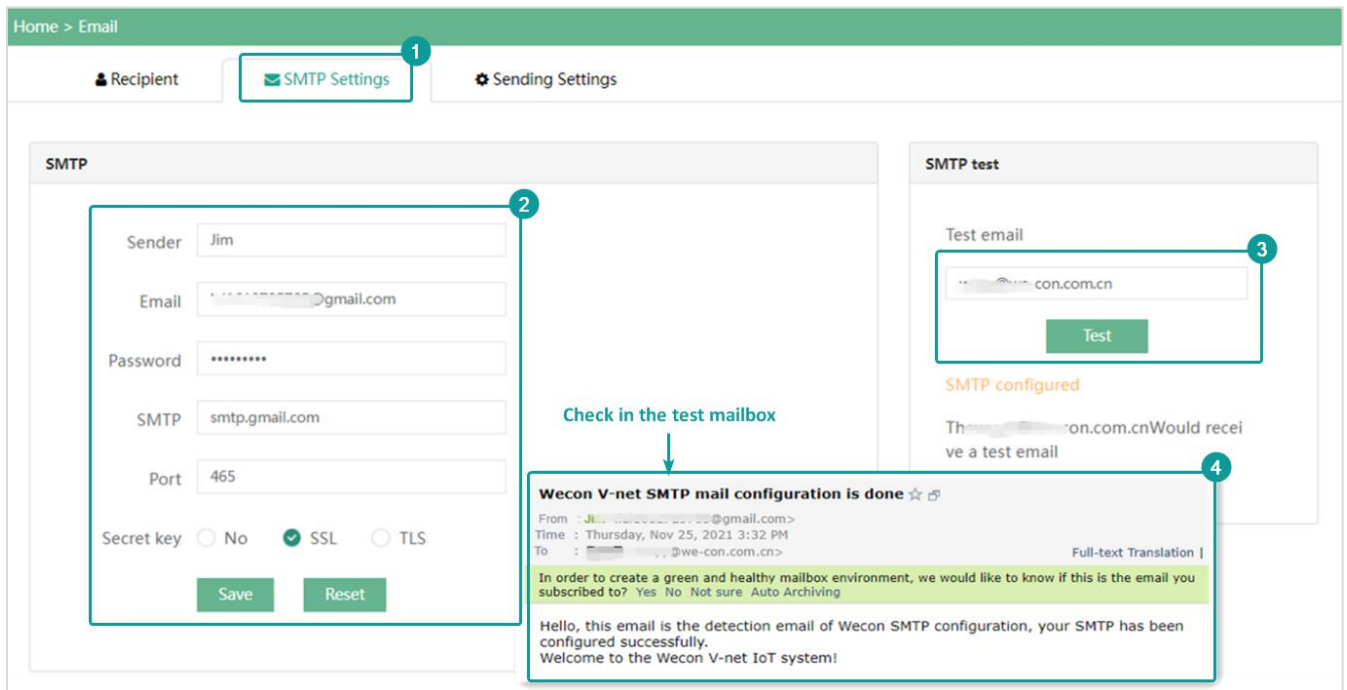 Home > Email
1
Recipient
SMTP Settings
Sending Settings
SMTP
2
Sender Jim
Email @gmail.com
Password •••••••••
SMTP smtp.gmail.com
Port 465
Secret key No SSL TLS
Save Reset
SMTP test
Test email
3
con.com.cn
Test
SMTP configured
on.com.cnWould recei
ve a test email
Check in the test mailbox
4
Wecon V-net SMTP mail configuration is done
From : @gmail.com>
Time : Thursday, Nov 25, 2021 3:32 PM
To : @we-con.com.cn>
Full-text Translation |
In order to create a green and healthy mailbox environment, we would like to know if this is the email you
subscribed to? Yes No Not sure Auto Archiving
Hello, this email is the detection email of Wecon SMTP configuration, your SMTP has been
configured successfully.
Welcome to the Wecon V-net IoT system!